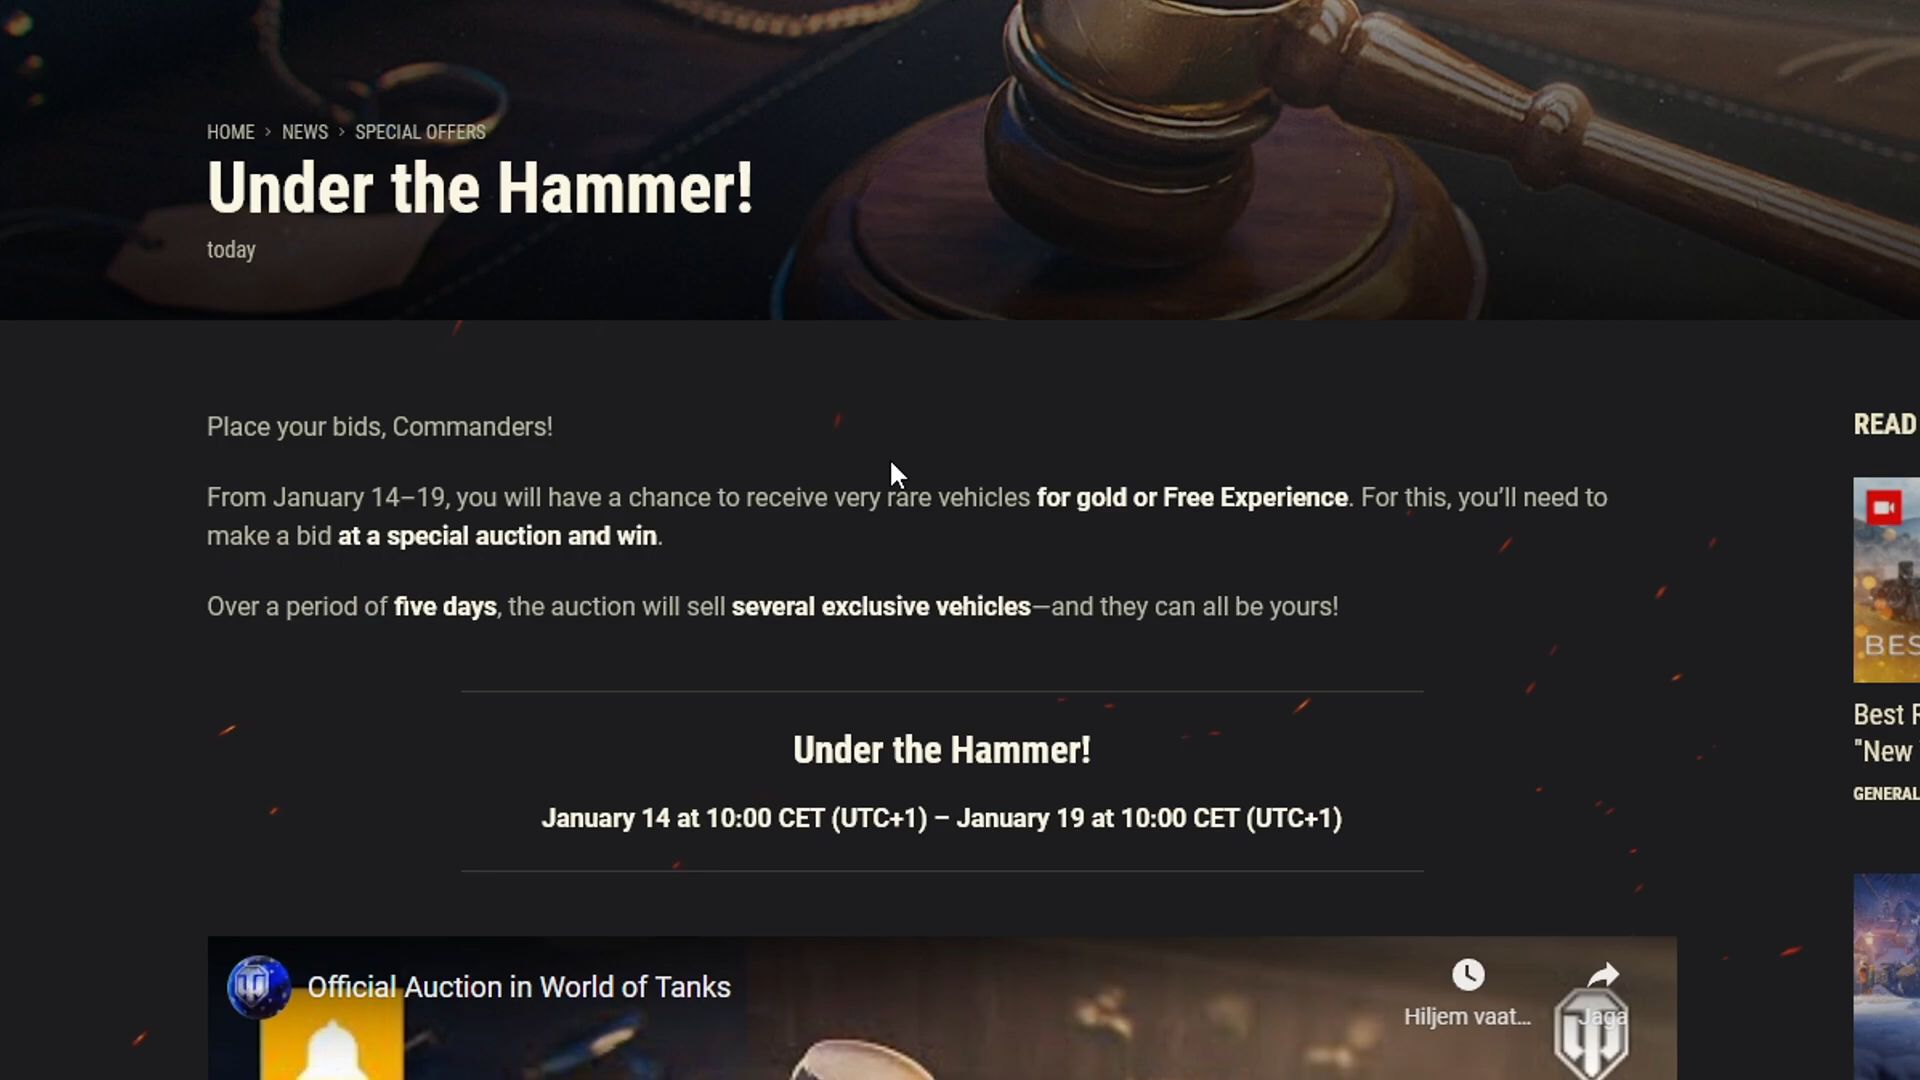 HOME > NEWS > SPECIAL OFFERS
Under the Hammer!
today
Place your bids, Commanders!
From January 14–19, you will have a chance to receive very rare vehicles for gold or Free Experience. For this, you’ll need to
make a bid at a special auction and win.
Over a period of five days, the auction will sell several exclusive vehicles—and they can all be yours!
Under the Hammer!
January 14 at 10:00 CET (UTC+1) – January 19 at 10:00 CET (UTC+1)
Official Auction in World of Tanks
Hiljem vaat...
Jaga
READ
BES
Best
"New
GENERAL